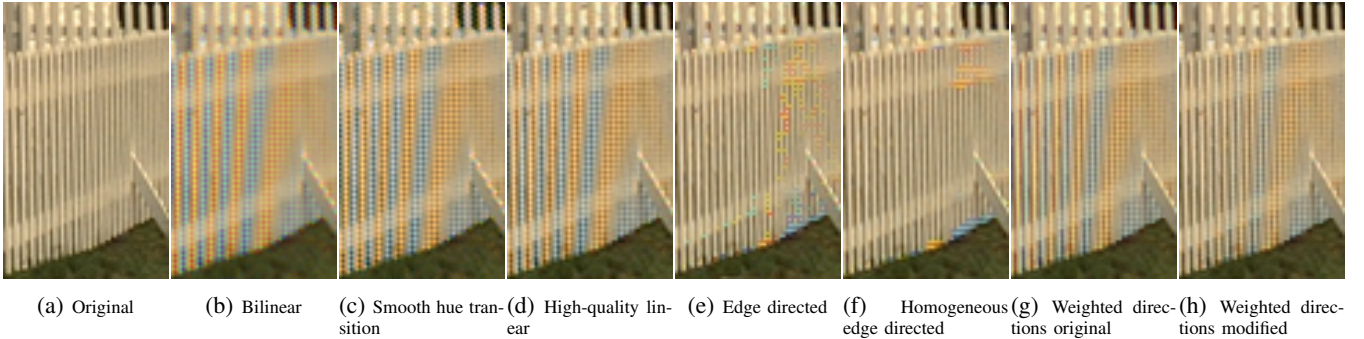 (a) Original
(b) Bilinear
(c) Smooth hue tran-
sition
(d) High-quality lin-
ear
(e) Edge directed
(f) Homogeneous
edge directed
(g) Weighted direc-
tions original
(h) Weighted direc-
tions modified